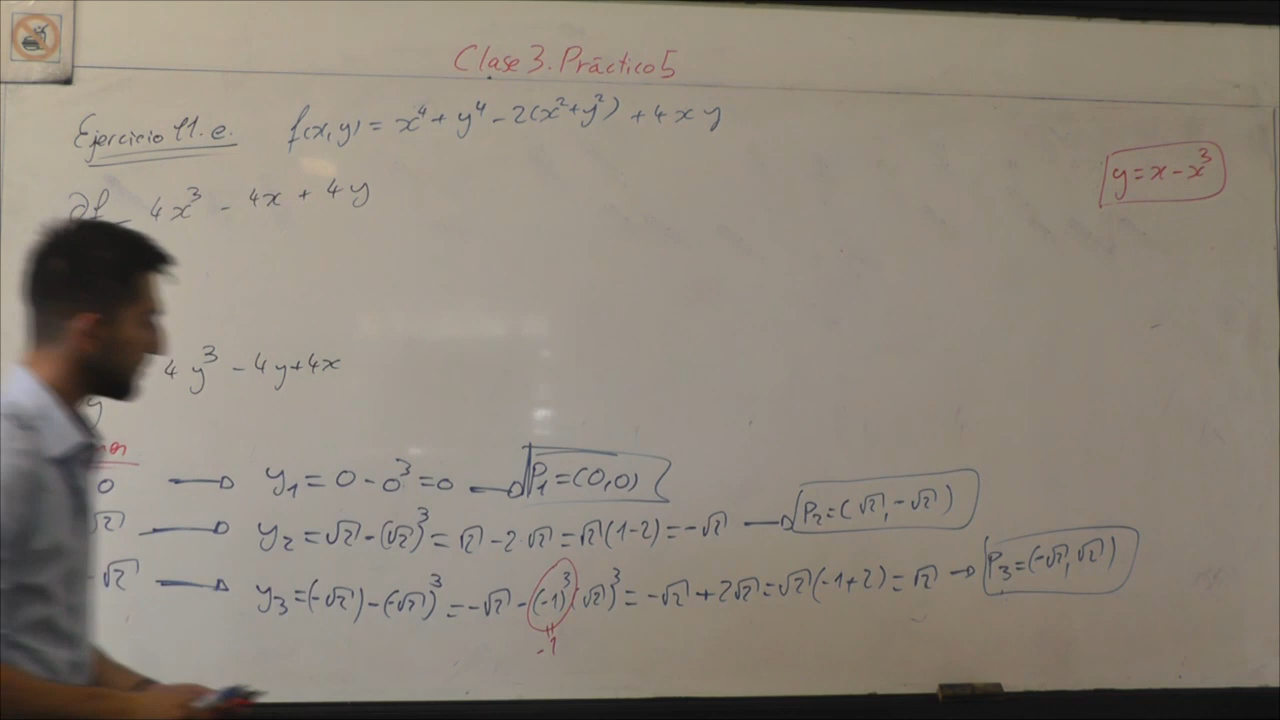 Clase 3. Práctico 5
Ejercicio 11.e. f(x,y) = x⁴ + y⁴ - 2(x²+y²) + 4xy
y = x - x³
∂f 4x³ - 4x + 4y
4y³ - 4y + 4x
y
0 → y₁ = 0 - 0³ = 0 → P₁ = (0,0)
√2 → y₂ = √2 - (√2)³ = √2 - 2·√2 = √2(1-2) = -√2 → P₂ = (√2, -√2)
-√2 → y₃ = (-√2) - (-√2)³ = -√2 - (-1)³(√2)³ = -√2 + 2√2 = √2(-1+2) = √2 → P₃ = (-√2, √2)
= -1